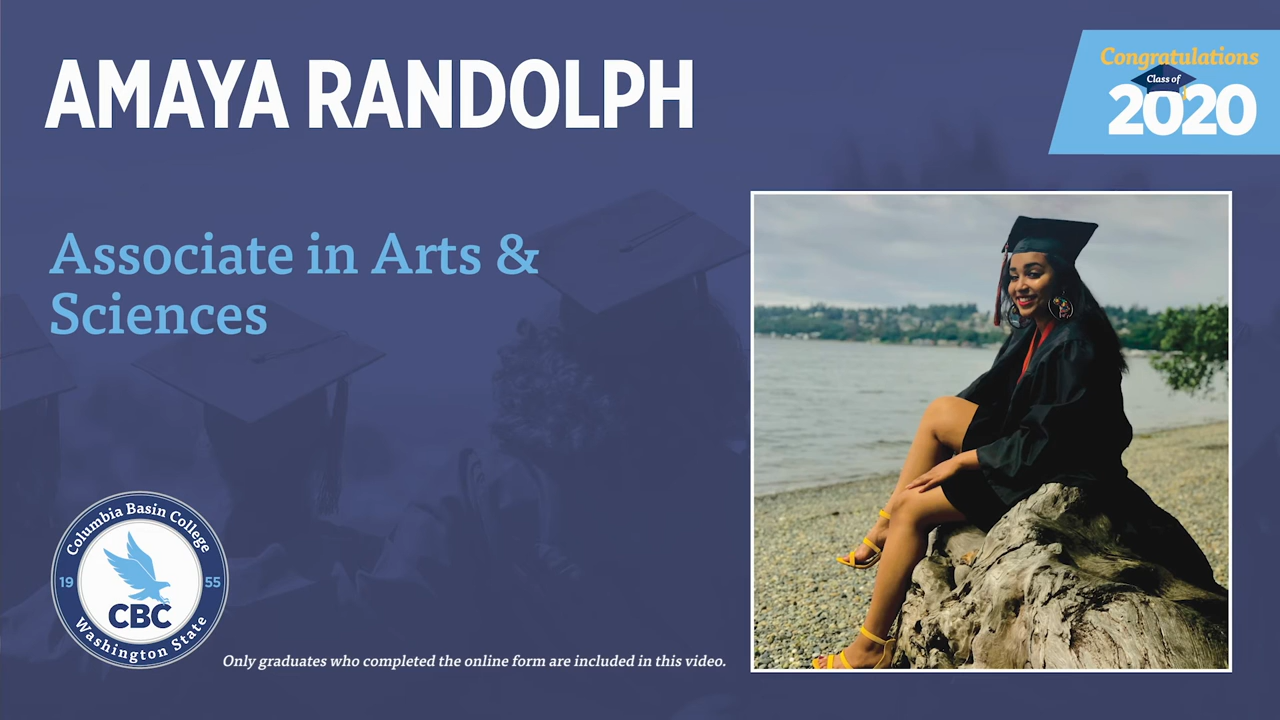 AMAYA RANDOLPH
Congratulations
Class of
2020
Associate in Arts &
Sciences
Columbia Basin College
19 55
CBC
Washington State
Only graduates who completed the online form are included in this video.